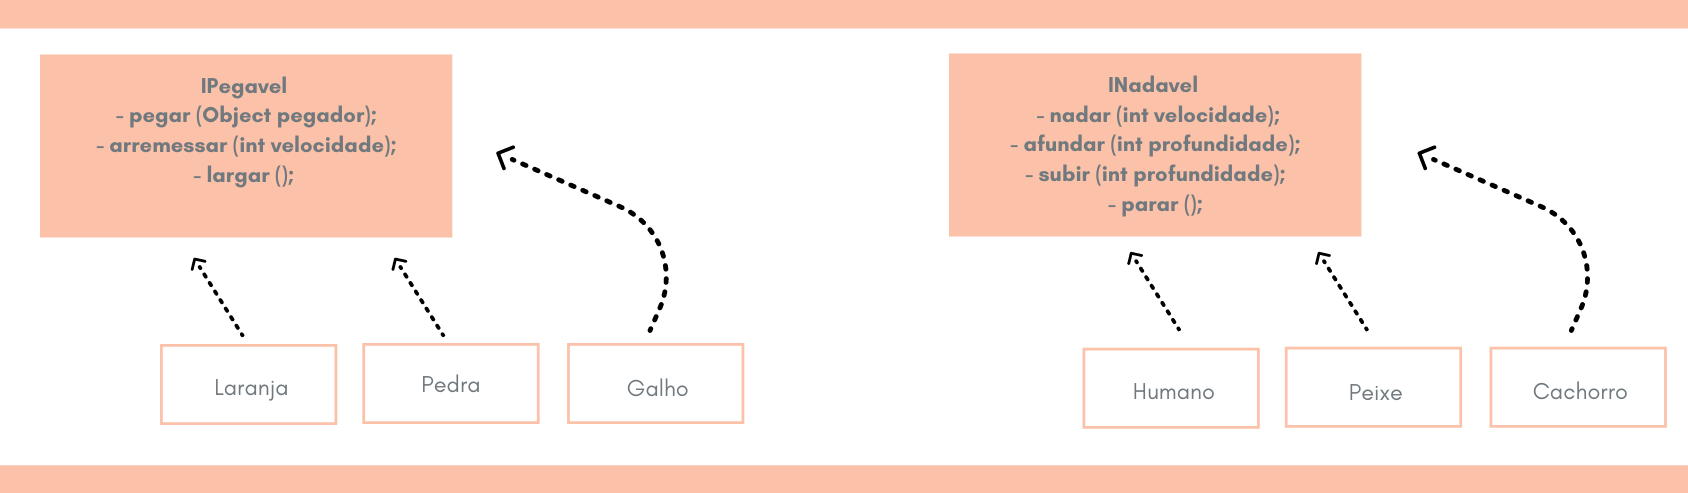 IPegavel
- pegar (Object pegador);
- arremessar (int velocidade);
- largar ();
Laranja
Pedra
Galho
INadavel
- nadar (int velocidade);
- afundar (int profundidade);
- subir (int profundidade);
- parar ();
Humano
Peixe
Cachorro